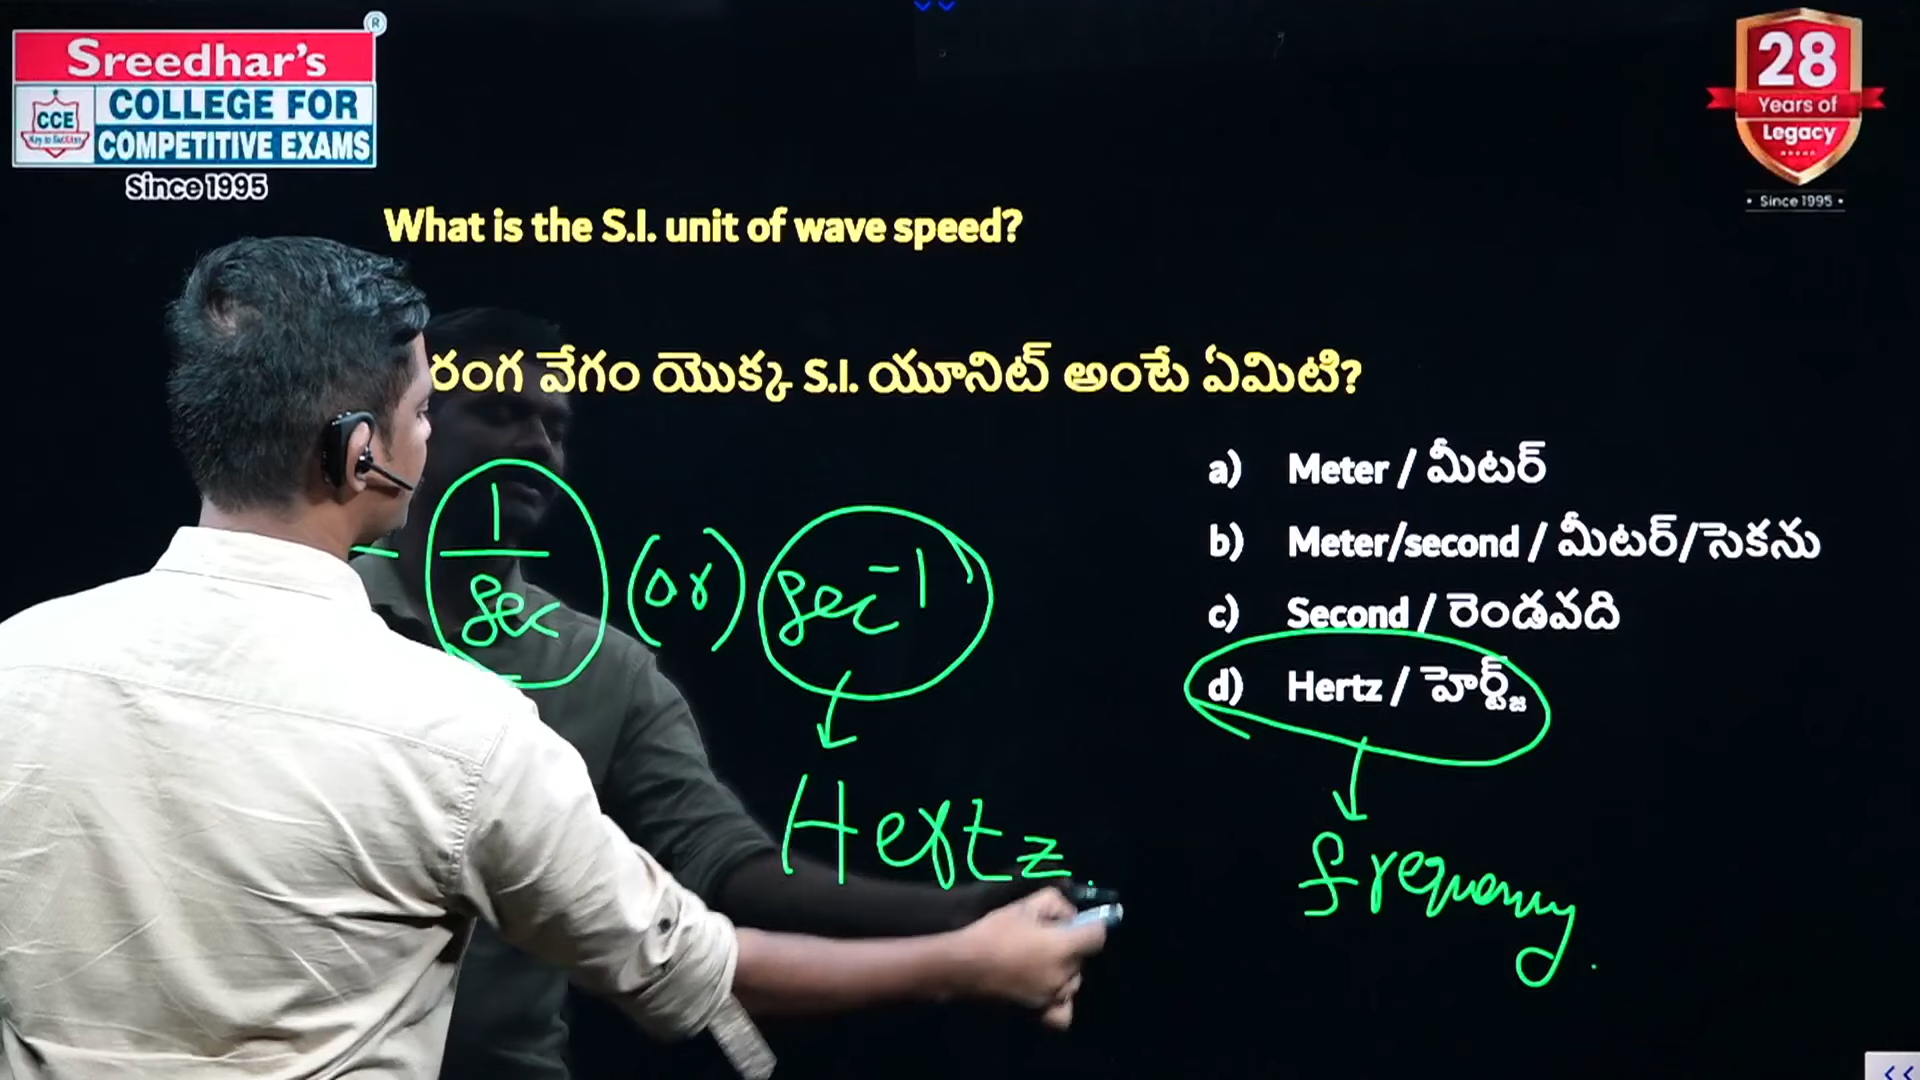 Sreedhar's
®
CCE
COLLEGE FOR
COMPETITIVE EXAMS
Since 1995
28
Years of
Legacy
• Since 1995 •
What is the S.I. unit of wave speed?
రంగ వేగం యొక్క S.I. యూనిట్ అంటే ఏమిటి?
a) Meter / మీటర్
b) Meter/second / మీటర్/సెకను
c) Second / రెండవది
d) Hertz / హెర్ట్జ్
1
sec
(or) sec⁻¹
Hertz.
frequency.